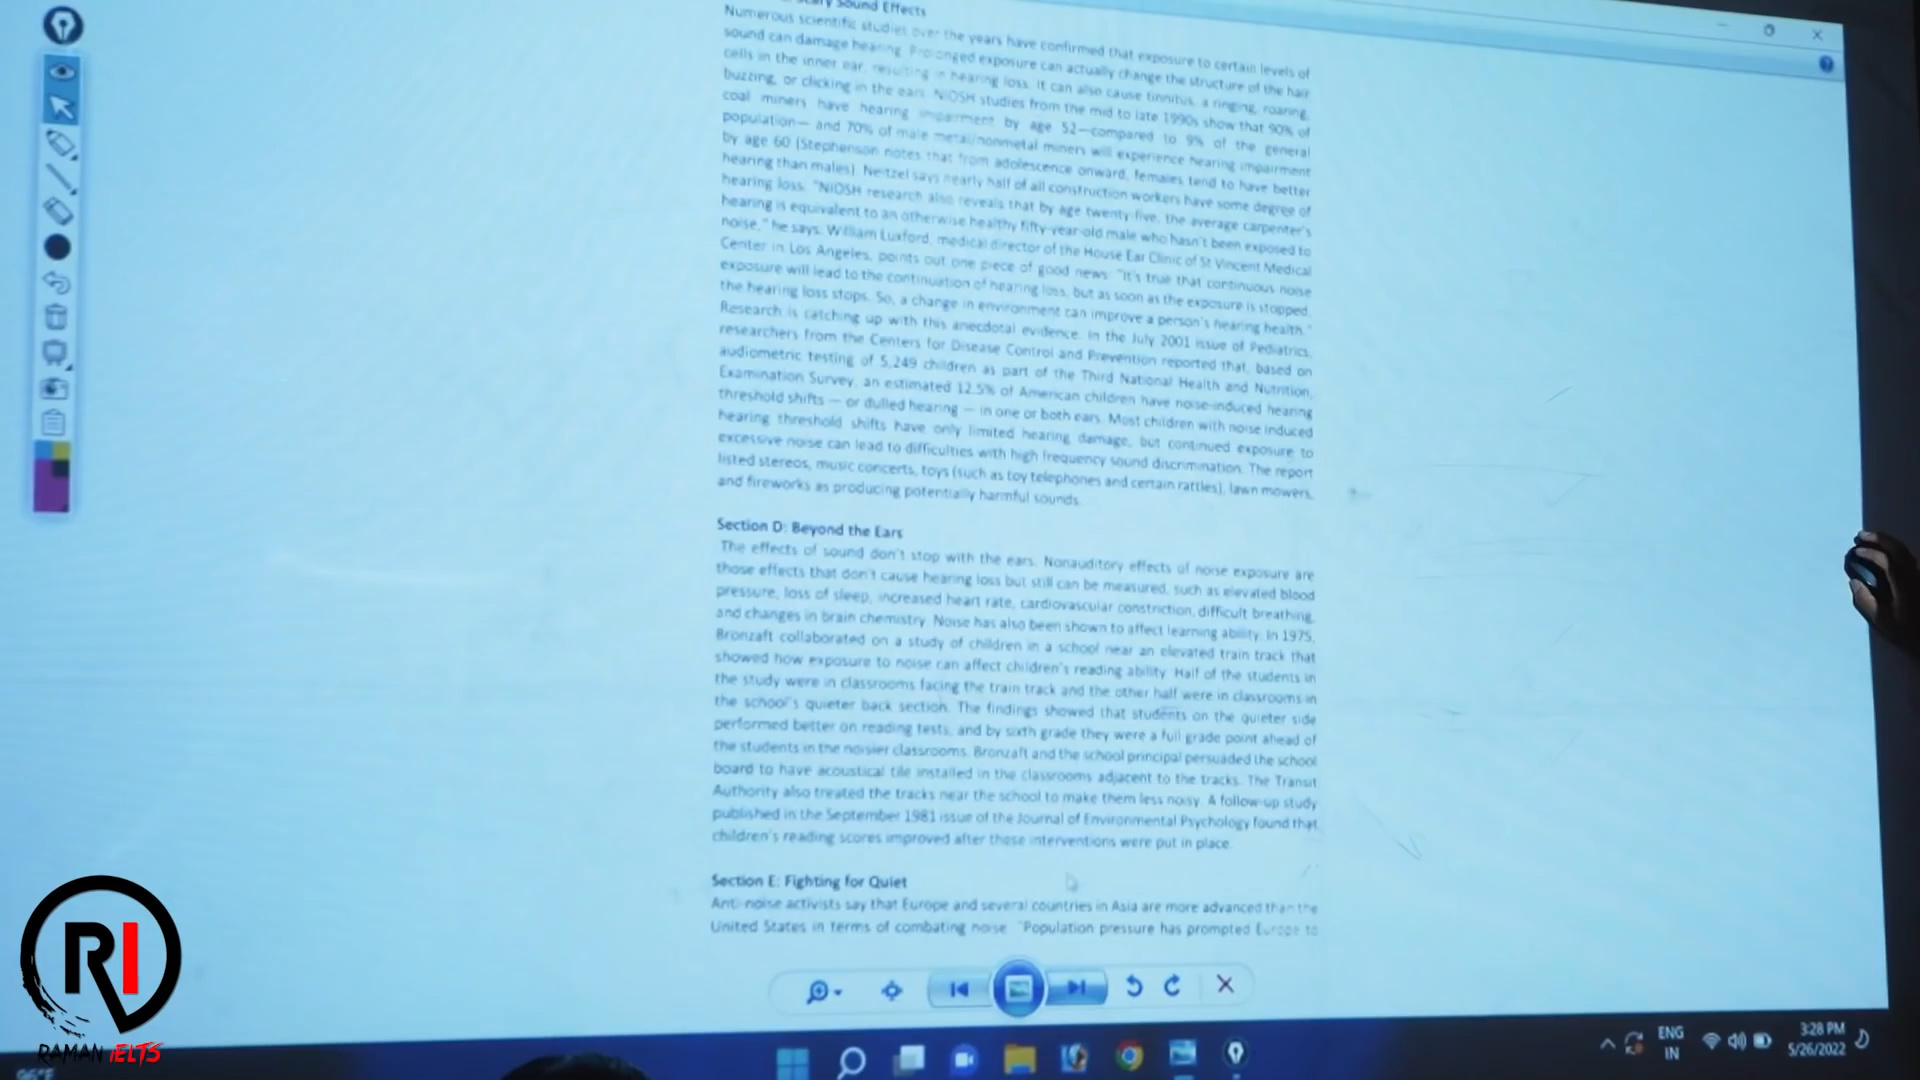 Scary Sound Effects
Numerous scientific studies over the years have confirmed that exposure to certain levels of
sound can damage hearing. Prolonged exposure can actually change the structure of the hair
cells in the inner ear, resulting in hearing loss. It can also cause tinnitus, a ringing, roaring,
buzzing, or clicking in the ears. NIOSH studies from the mid to late 1990s show that 90% of
coal miners have hearing impairment by age 52—compared to 9% of the general
population— and 70% of male metal/nonmetal miners will experience hearing impairment
by age 60 (Stephenson notes that from adolescence onward, females tend to have better
hearing than males). Neitzel says nearly half of all construction workers have some degree of
hearing loss. "NIOSH research also reveals that by age twenty-five, the average carpenter's
hearing is equivalent to an otherwise healthy fifty-year-old male who hasn't been exposed to
noise," he says. William Luxford, medical director of the House Ear Clinic of St Vincent Medical
Center in Los Angeles, points out one piece of good news: "It's true that continuous noise
exposure will lead to the continuation of hearing loss, but as soon as the exposure is stopped,
the hearing loss stops. So, a change in environment can improve a person's hearing health."
Research is catching up with this anecdotal evidence. In the July 2001 issue of Pediatrics,
researchers from the Centers for Disease Control and Prevention reported that, based on
audiometric testing of 5,249 children as part of the Third National Health and Nutrition,
Examination Survey, an estimated 12.5% of American children have noise-induced hearing
threshold shifts — or dulled hearing — in one or both ears. Most children with noise induced
hearing threshold shifts have only limited hearing damage, but continued exposure to
excessive noise can lead to difficulties with high frequency sound discrimination. The report
listed stereos, music concerts, toys (such as toy telephones and certain rattles), lawn mowers,
and fireworks as producing potentially harmful sounds.
Section D: Beyond the Ears
The effects of sound don't stop with the ears. Nonauditory effects of noise exposure are
those effects that don't cause hearing loss but still can be measured, such as elevated blood
pressure, loss of sleep, increased heart rate, cardiovascular constriction, difficult breathing,
and changes in brain chemistry. Noise has also been shown to affect learning ability. In 1975,
Bronzaft collaborated on a study of children in a school near an elevated train track that
showed how exposure to noise can affect children's reading ability. Half of the students in
the study were in classrooms facing the train track and the other half were in classrooms in
the school's quieter back section. The findings showed that students on the quieter side
performed better on reading tests, and by sixth grade they were a full grade point ahead of
the students in the noisier classrooms. Bronzaft and the school principal persuaded the school
board to have acoustical tile installed in the classrooms adjacent to the tracks. The Transit
Authority also treated the tracks near the school to make them less noisy. A follow-up study
published in the September 1981 issue of the Journal of Environmental Psychology found that
children's reading scores improved after these interventions were put in place.
Section E: Fighting for Quiet
Anti-noise activists say that Europe and several countries in Asia are more advanced than the
United States in terms of combating noise. "Population pressure has prompted Europe to
RI
RAMAN IELTS
96°F
ENG
IN
3:28 PM
5/26/2022